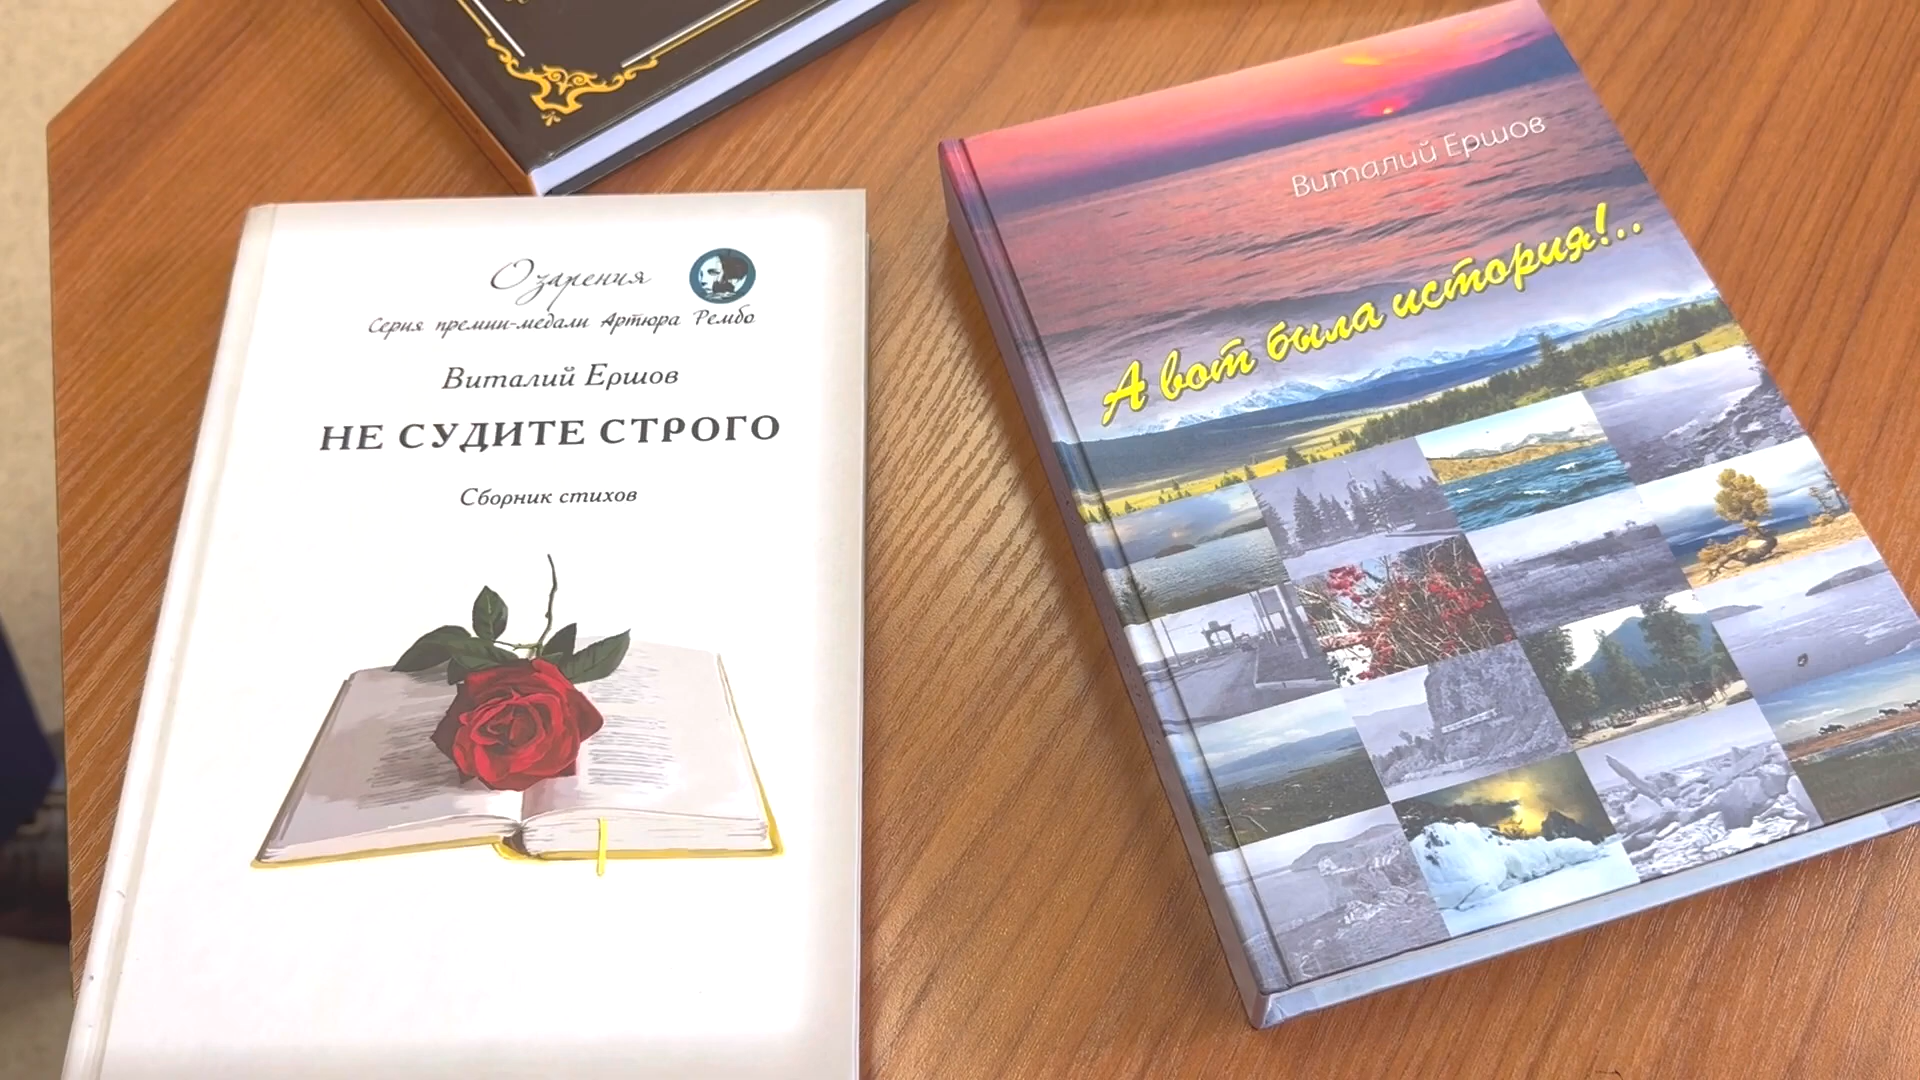 Озарения
Серия премии-медали Артюра Рембо
Виталий Ершов
НЕ СУДИТЕ СТРОГО
Сборник стихов
Виталий Ершов
А вот была история!..